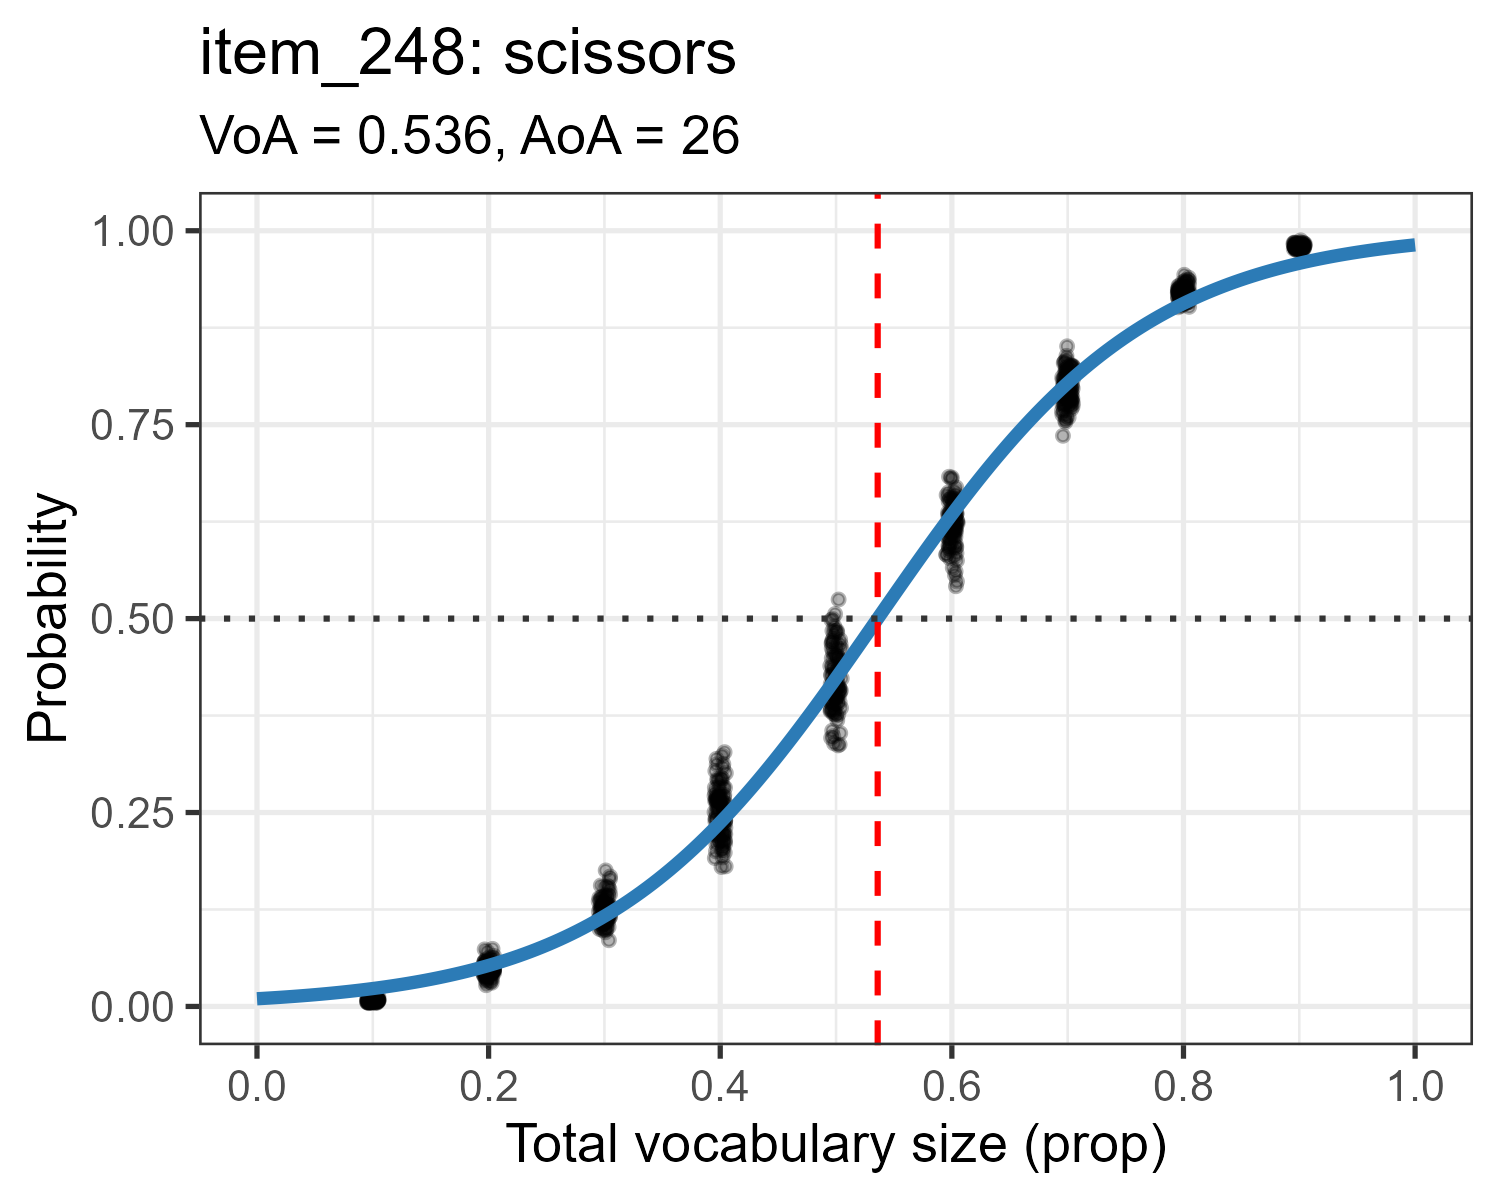 item_248: scissors
VoA = 0.536, AoA = 26
1.00
0.75
0.50
0.25
0.00
Probability
0.0 0.2 0.4 0.6 0.8 1.0
Total vocabulary size (prop)